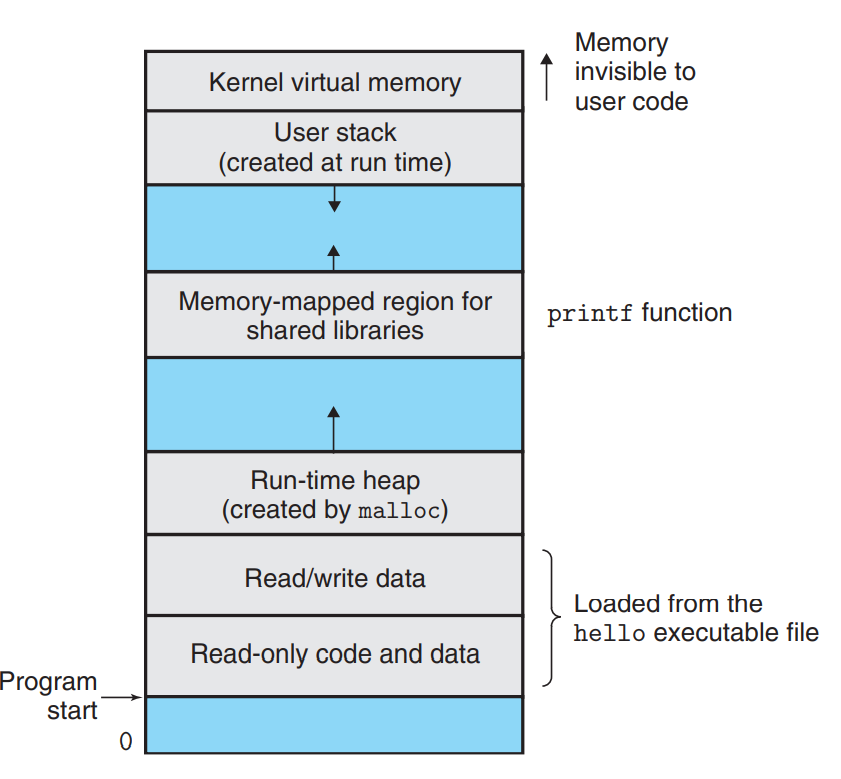 Memory
invisible to
user code
Kernel virtual memory
User stack
(created at run time)
Memory-mapped region for
shared libraries
printf function
Run-time heap
(created by malloc)
Read/write data
Loaded from the
hello executable file
Read-only code and data
Program
start
0